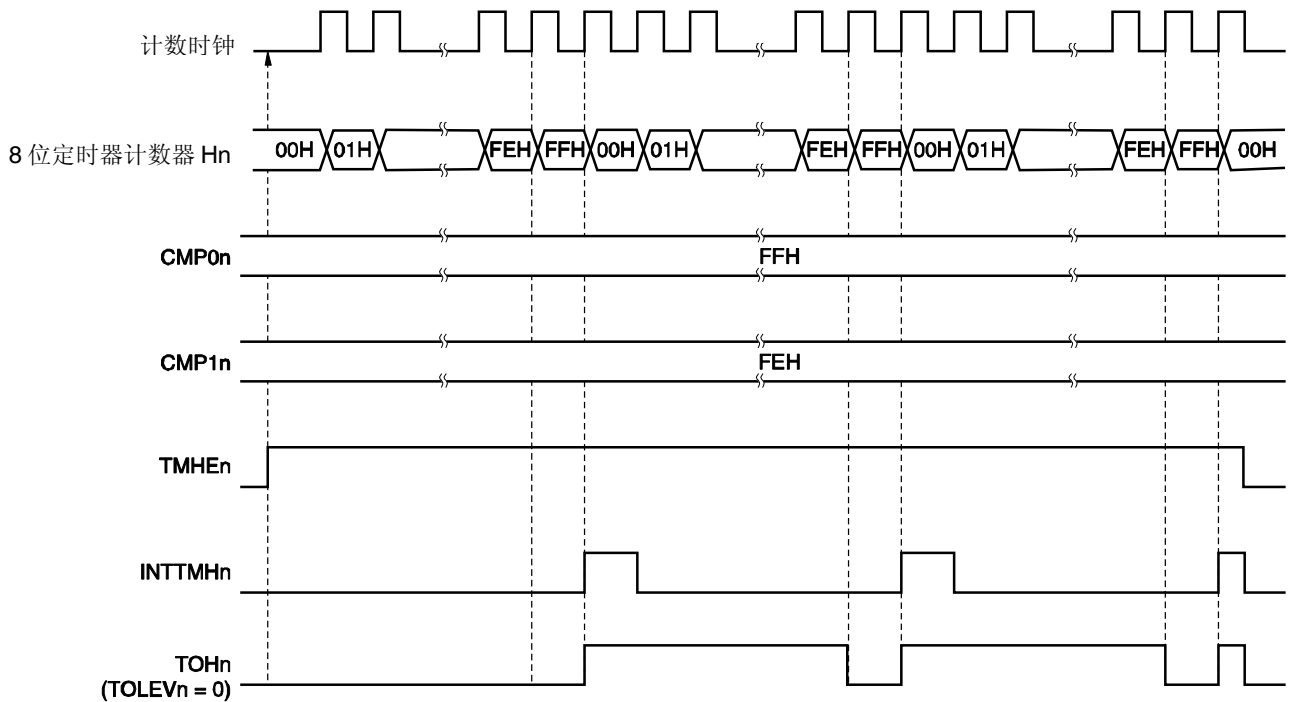 计数时钟
8 位定时器计数器 Hn 00H 01H FEH FFH 00H 01H FEH FFH 00H 01H FEH FFH 00H
CMP0n FFH
CMP1n FEH
TMHEn
INTTMHn
TOHn
(TOLEVn = 0)